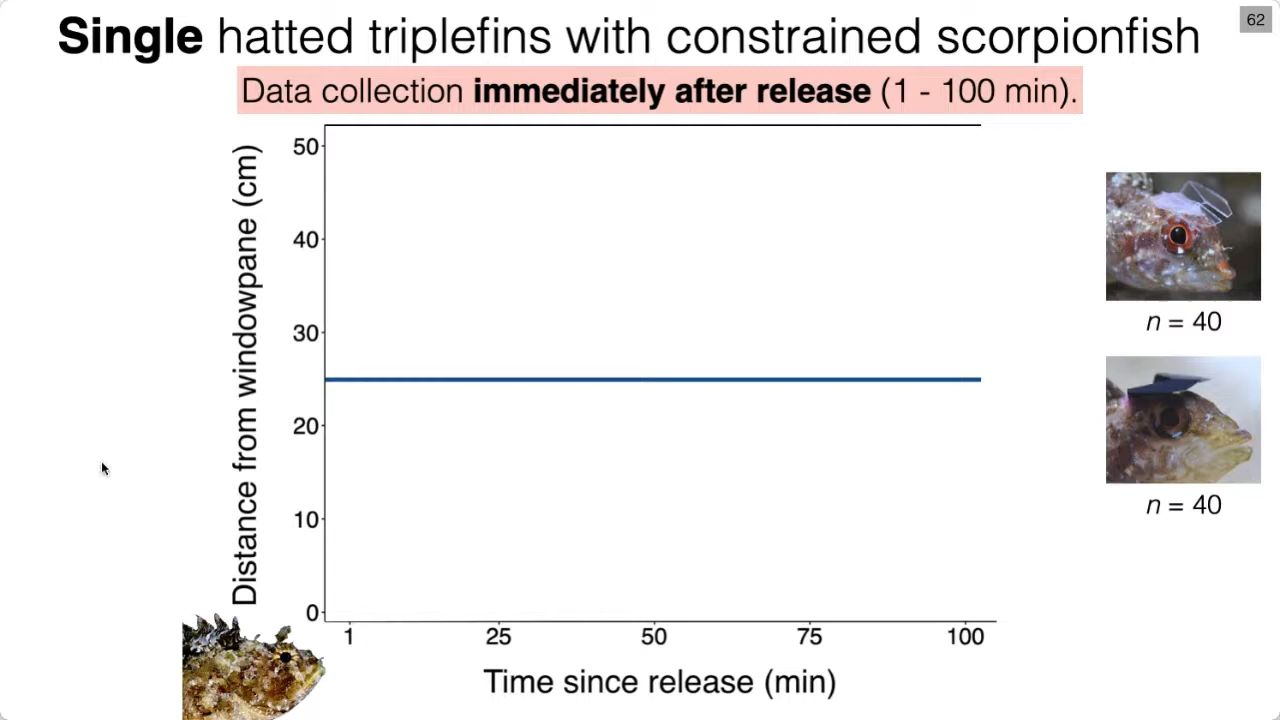 62
Single hatted triplefins with constrained scorpionfish
Data collection immediately after release (1 - 100 min).
Distance from windowpane (cm)
50
40
30
20
10
0
1 25 50 75 100
Time since release (min)
n = 40
n = 40